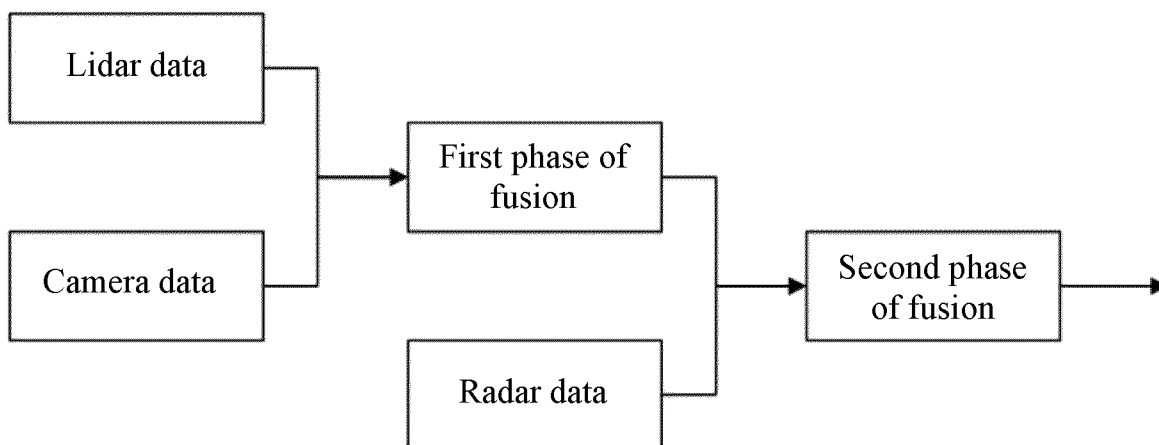 Lidar data
Camera data
First phase of
fusion
Radar data
Second phase
of fusion